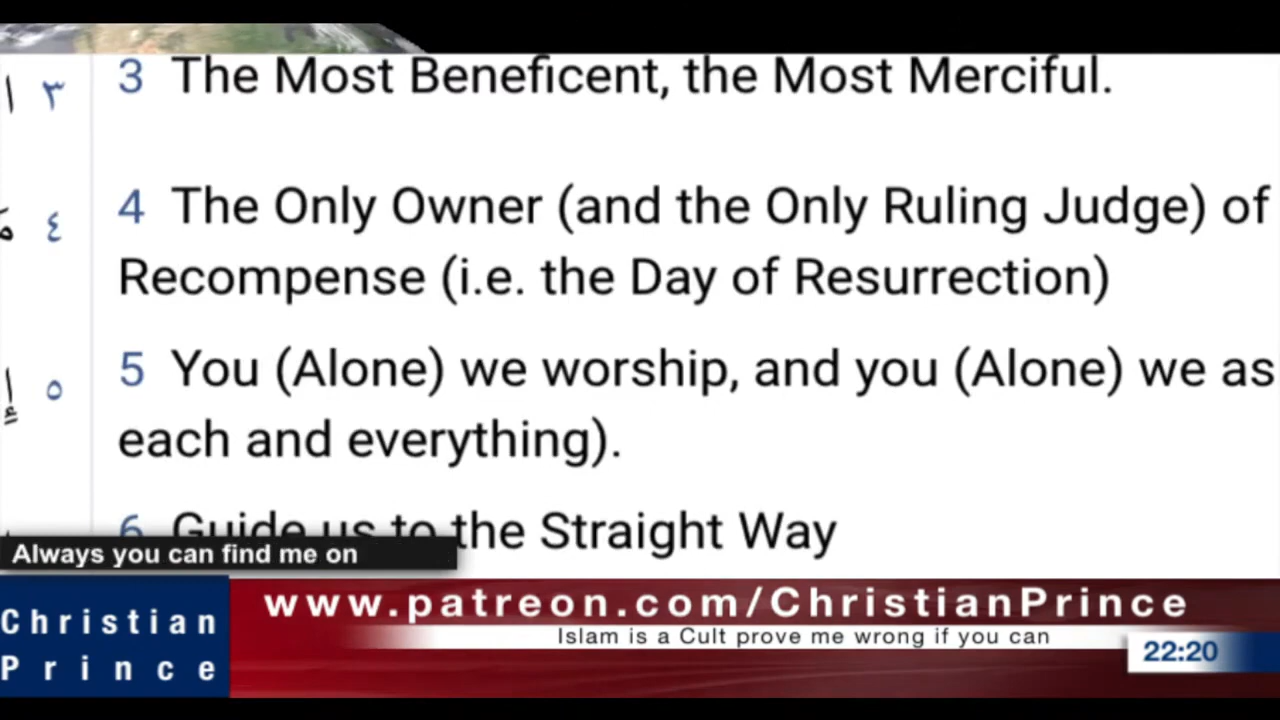 ٣ 3 The Most Beneficent, the Most Merciful.
٤ 4 The Only Owner (and the Only Ruling Judge) of
Recompense (i.e. the Day of Resurrection)
٥ 5 You (Alone) we worship, and you (Alone) we as
each and everything).
6 Guide us to the Straight Way
Always you can find me on
Christian
Prince
www.patreon.com/ChristianPrince
Islam is a Cult prove me wrong if you can
22:20